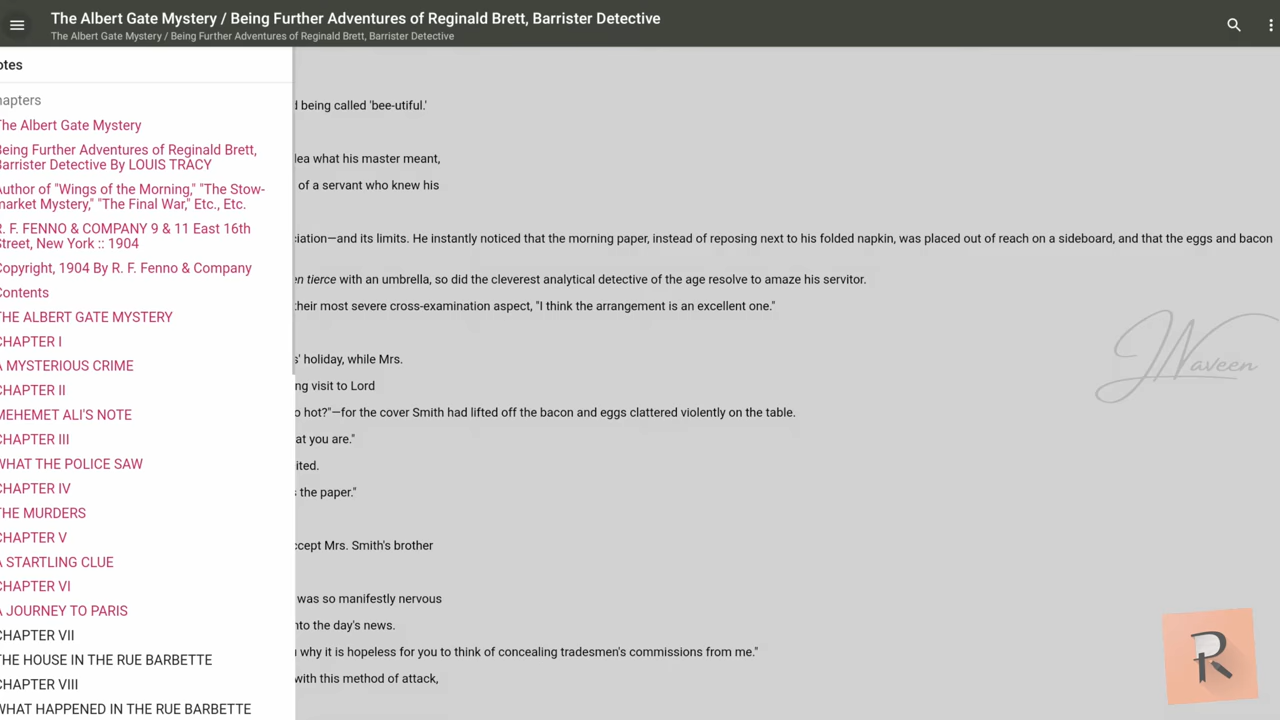 The Albert Gate Mystery / Being Further Adventures of Reginald Brett, Barrister Detective
The Albert Gate Mystery / Being Further Adventures of Reginald Brett, Barrister Detective
otes
hapters
The Albert Gate Mystery
Being Further Adventures of Reginald Brett,
Barrister Detective By LOUIS TRACY
Author of "Wings of the Morning," "The Stow-
market Mystery," "The Final War," Etc., Etc.
R. F. FENNO & COMPANY 9 & 11 East 16th
Street, New York :: 1904
Copyright, 1904 By R. F. Fenno & Company
Contents
THE ALBERT GATE MYSTERY
CHAPTER I
A MYSTERIOUS CRIME
CHAPTER II
MEHEMET ALI'S NOTE
CHAPTER III
WHAT THE POLICE SAW
CHAPTER IV
THE MURDERS
CHAPTER V
A STARTLING CLUE
CHAPTER VI
A JOURNEY TO PARIS
CHAPTER VII
THE HOUSE IN THE RUE BARBETTE
CHAPTER VIII
WHAT HAPPENED IN THE RUE BARBETTE
d being called 'bee-utiful.'
dea what his master meant,
of a servant who knew his
ciation—and its limits. He instantly noticed that the morning paper, instead of reposing next to his folded napkin, was placed out of reach on a sideboard, and that the eggs and bacon
en tierce with an umbrella, so did the cleverest analytical detective of the age resolve to amaze his servitor.
their most severe cross-examination aspect, "I think the arrangement is an excellent one."
s' holiday, while Mrs.
ng visit to Lord
o hot?"—for the cover Smith had lifted off the bacon and eggs clattered violently on the table.
at you are."
ited.
s the paper."
ccept Mrs. Smith's brother
was so manifestly nervous
nto the day's news.
u why it is hopeless for you to think of concealing tradesmen's commissions from me."
with this method of attack,
JNaveen
R